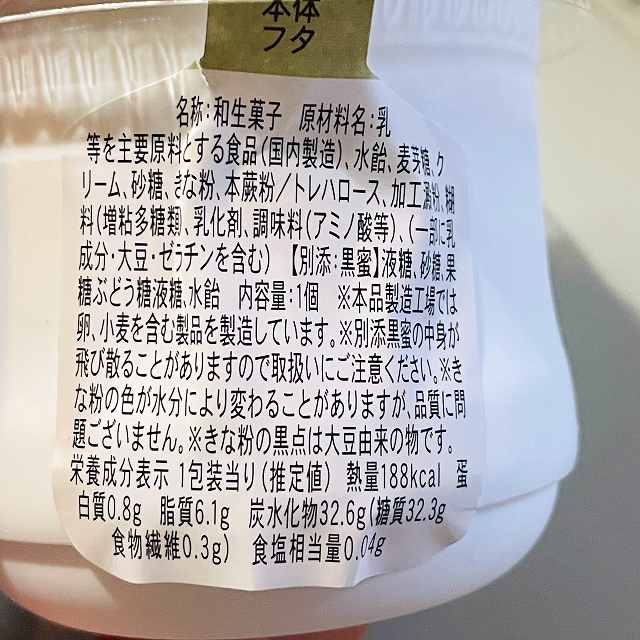 本体
フタ
名称：和生菓子　原材料名：乳
等を主要原料とする食品（国内製造）、水飴、麦芽糖、ク
リーム、砂糖、きな粉、本蕨粉／トレハロース、加工澱粉、糊
料（増粘多糖類、乳化剤、調味料（アミノ酸等）、（一部に乳
成分・大豆・ゼラチンを含む）【別添：黒蜜】液糖、砂糖、果
糖ぶどう糖液糖、水飴　内容量：1個　※本品製造工場では
卵、小麦を含む製品を製造しています。※別添黒蜜の中身が
飛び散ることがありますので取扱いにご注意ください。※き
な粉の色が水分により変わることがありますが、品質に問
題ございません。※きな粉の黒点は大豆由来の物です。
栄養成分表示 1包装当り（推定値） 熱量188kcal 蛋
白質0.8g　脂質6.1g　炭水化物32.6g（糖質32.3g
食物繊維0.3g）　食塩相当量0.04g